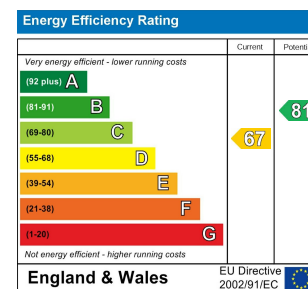 Energy Efficiency Rating
Current Potenti
Very energy efficient - lower running costs
(92 plus) A
(81-91) B
81
(69-80) C
67
(55-68) D
(39-54) E
(21-38) F
(1-20) G
Not energy efficient - higher running costs
England & Wales
EU Directive
2002/91/EC